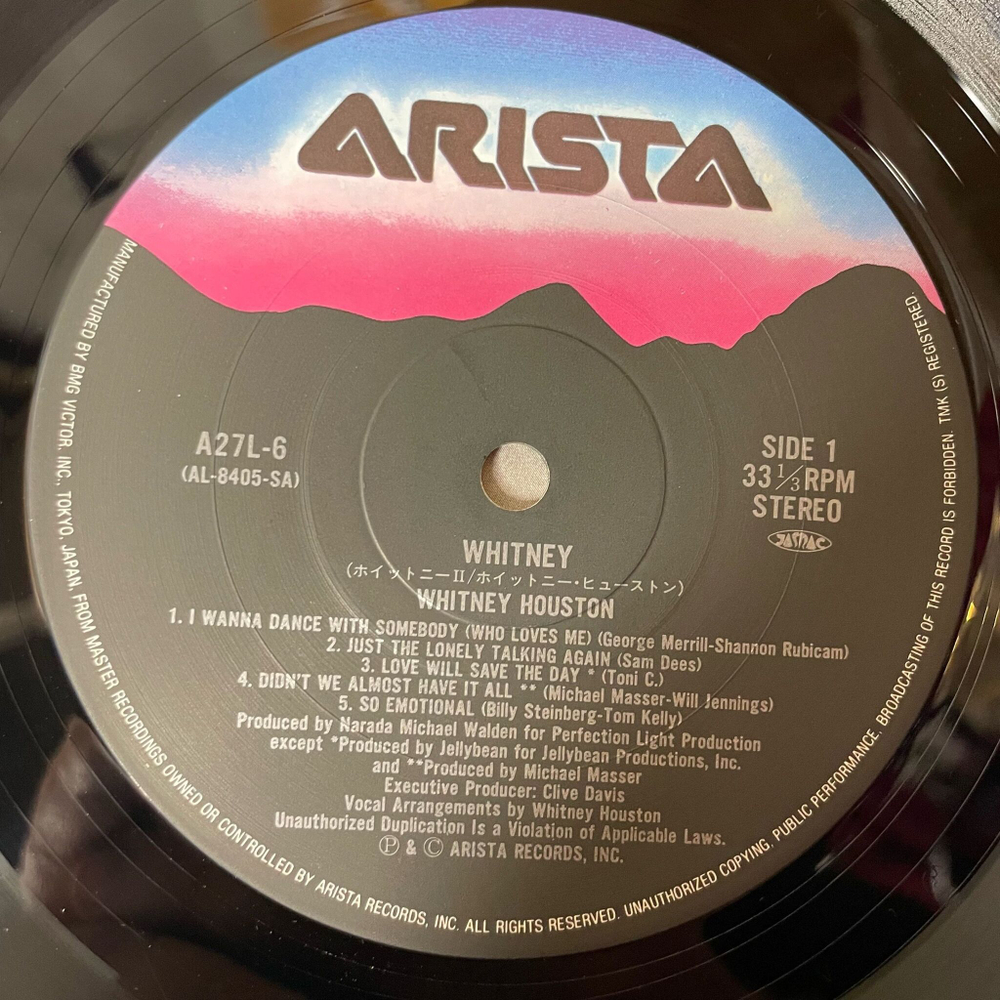 ARISTA
A27L-6
(AL-8405-SA)
SIDE 1
33 1/3 RPM
STEREO
JASRAC
WHITNEY
(ホイットニーII/ホイットニー・ヒューストン)
WHITNEY HOUSTON
1. I WANNA DANCE WITH SOMEBODY (WHO LOVES ME) (George Merrill-Shannon Rubicam)
2. JUST THE LONELY TALKING AGAIN (Sam Dees)
3. LOVE WILL SAVE THE DAY * (Toni C.)
4. DIDN'T WE ALMOST HAVE IT ALL ** (Michael Masser-Will Jennings)
5. SO EMOTIONAL (Billy Steinberg-Tom Kelly)
Produced by Narada Michael Walden for Perfection Light Production
except *Produced by Jellybean for Jellybean Productions, Inc.
and **Produced by Michael Masser
Executive Producer: Clive Davis
Vocal Arrangements by Whitney Houston
Unauthorized Duplication Is a Violation of Applicable Laws.
Ⓟ & © ARISTA RECORDS, INC.
MANUFACTURED BY BMG VICTOR. INC., TOKYO, JAPAN, FROM MASTER RECORDINGS OWNED OR CONTROLLED BY ARISTA RECORDS, INC. ALL RIGHTS RESERVED. UNAUTHORIZED COPYING, PUBLIC PERFORMANCE, BROADCASTING OF THIS RECORD IS FORBIDDEN. TMK (S) REGISTERED.